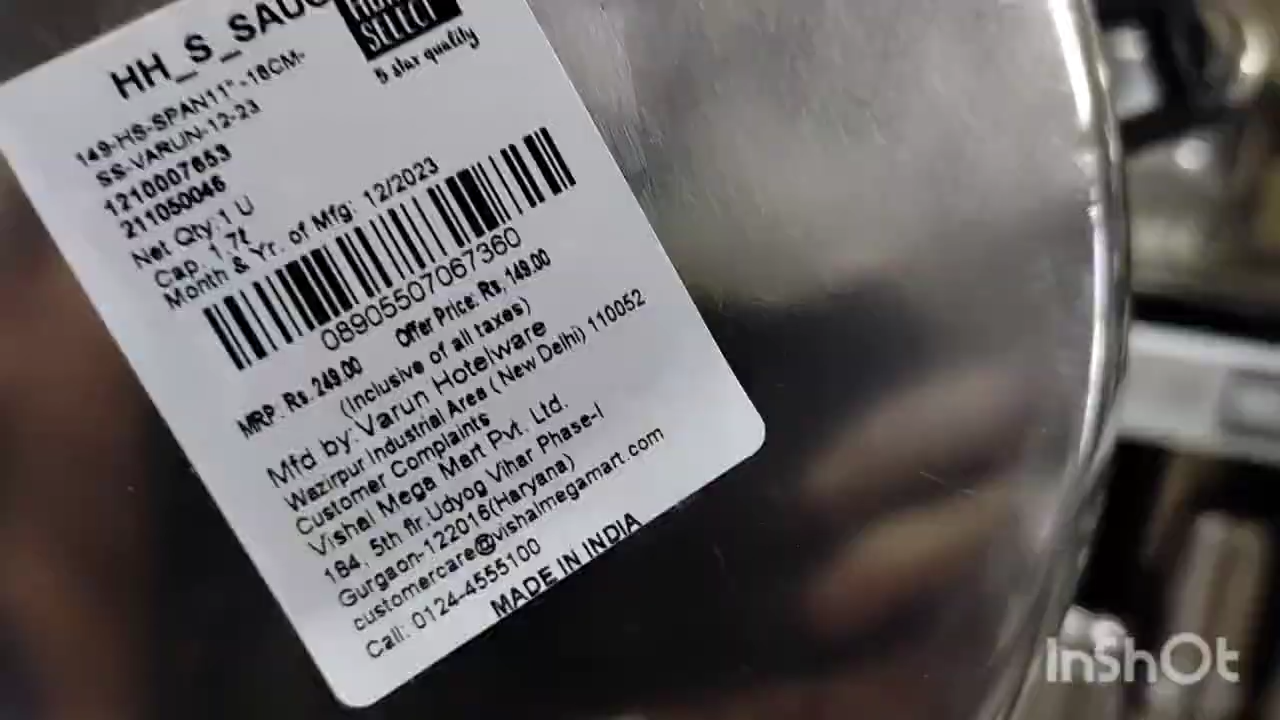 HH_S_SAUC
SELECT
5 star quality
149-HS-SPAN11"-18CM-
SS-VARUN-12-23
1210007653
211050046
Net Qty:1 U
Cap. 1.7ℓ
Month & Yr. of Mfg: 12/2023
08905507067360
MRP: Rs. 249.00 Offer Price: Rs. 149.00
(Inclusive of all taxes)
Mfd by: Varun Hotelware
Wazirpur Industrial Area ( New Delhi) 110052
Customer Complaints
Vishal Mega Mart Pvt. Ltd.
184, 5th flr.Udyog Vihar Phase-I
Gurgaon-122016(Haryana)
customercare@vishalmegamart.com
Call: 0124-4555100
MADE IN INDIA
InShOt